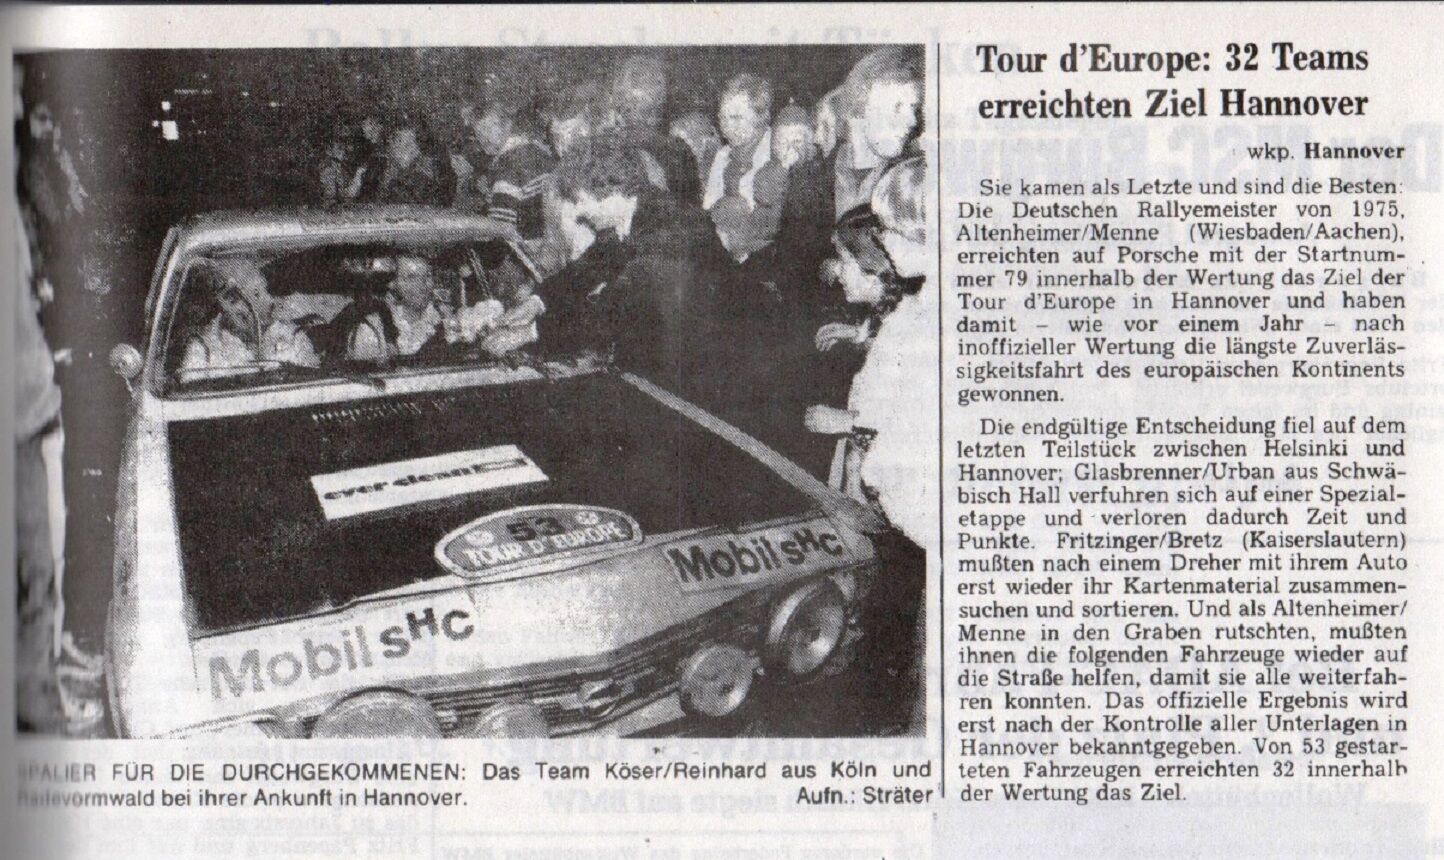 Tour d'Europe: 32 Teams
erreichten Ziel Hannover
wkp. Hannover
Sie kamen als Letzte und sind die Besten:
Die Deutschen Rallyemeister von 1975,
Altenheimer/Menne (Wiesbaden/Aachen),
erreichten auf Porsche mit der Startnum-
mer 79 innerhalb der Wertung das Ziel der
Tour d'Europe in Hannover und haben
damit – wie vor einem Jahr – nach
inoffizieller Wertung die längste Zuverläs-
sigkeitsfahrt des europäischen Kontinents
gewonnen.
Die endgültige Entscheidung fiel auf dem
letzten Teilstück zwischen Helsinki und
Hannover; Glasbrenner/Urban aus Schwä-
bisch Hall verfuhren sich auf einer Spezial-
etappe und verloren dadurch Zeit und
Punkte. Fritzinger/Bretz (Kaiserslautern)
mußten nach einem Dreher mit ihrem Auto
erst wieder ihr Kartenmaterial zusammen-
suchen und sortieren. Und als Altenheimer/
Menne in den Graben rutschten, mußten
ihnen die folgenden Fahrzeuge wieder auf
die Straße helfen, damit sie alle weiterfah-
ren konnten. Das offizielle Ergebnis wird
erst nach der Kontrolle aller Unterlagen in
Hannover bekanntgegeben. Von 53 gestar-
teten Fahrzeugen erreichten 32 innerhalb
der Wertung das Ziel.
ever clean
53
TOUR D'EUROPE
Mobil SHC
Mobil SHC
SPALIER FÜR DIE DURCHGEKOMMENEN: Das Team Köser/Reinhard aus Köln und
Radevormwald bei ihrer Ankunft in Hannover. Aufn.: Sträter